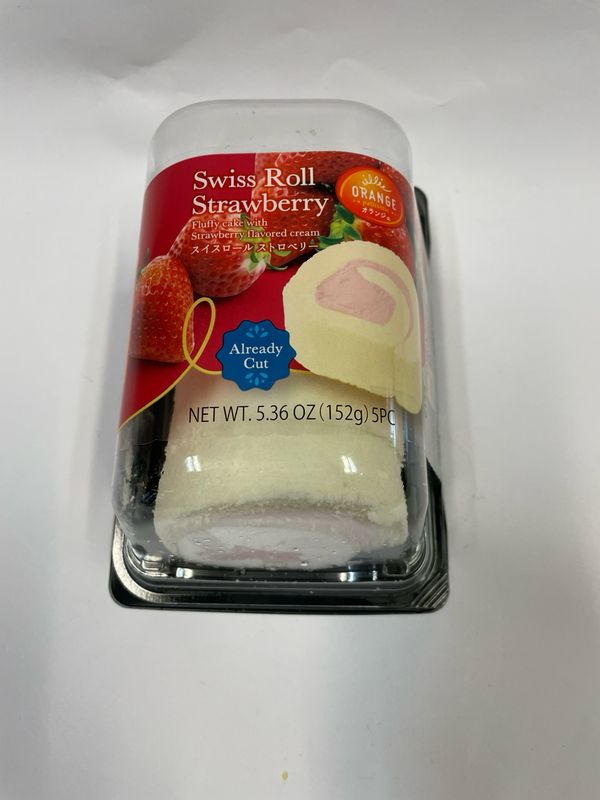 Swiss Roll
Strawberry
Fluffy cake with
Strawberry flavored cream
スイスロール ストロベリー
ORANGE
オランジェ
Already
Cut
NET WT. 5.36 OZ (152g) 5PC